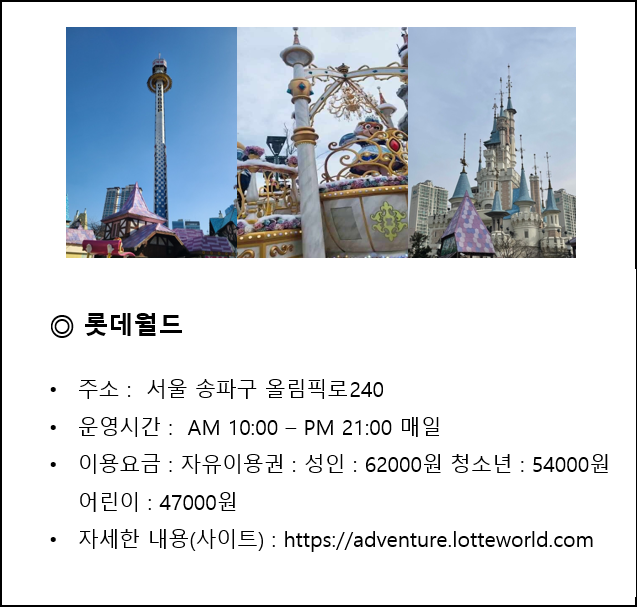 ◎ 롯데월드
• 주소 : 서울 송파구 올림픽로240
• 운영시간 : AM 10:00 – PM 21:00 매일
• 이용요금 : 자유이용권 : 성인 : 62000원 청소년 : 54000원
어린이 : 47000원
• 자세한 내용(사이트) : https://adventure.lotteworld.com